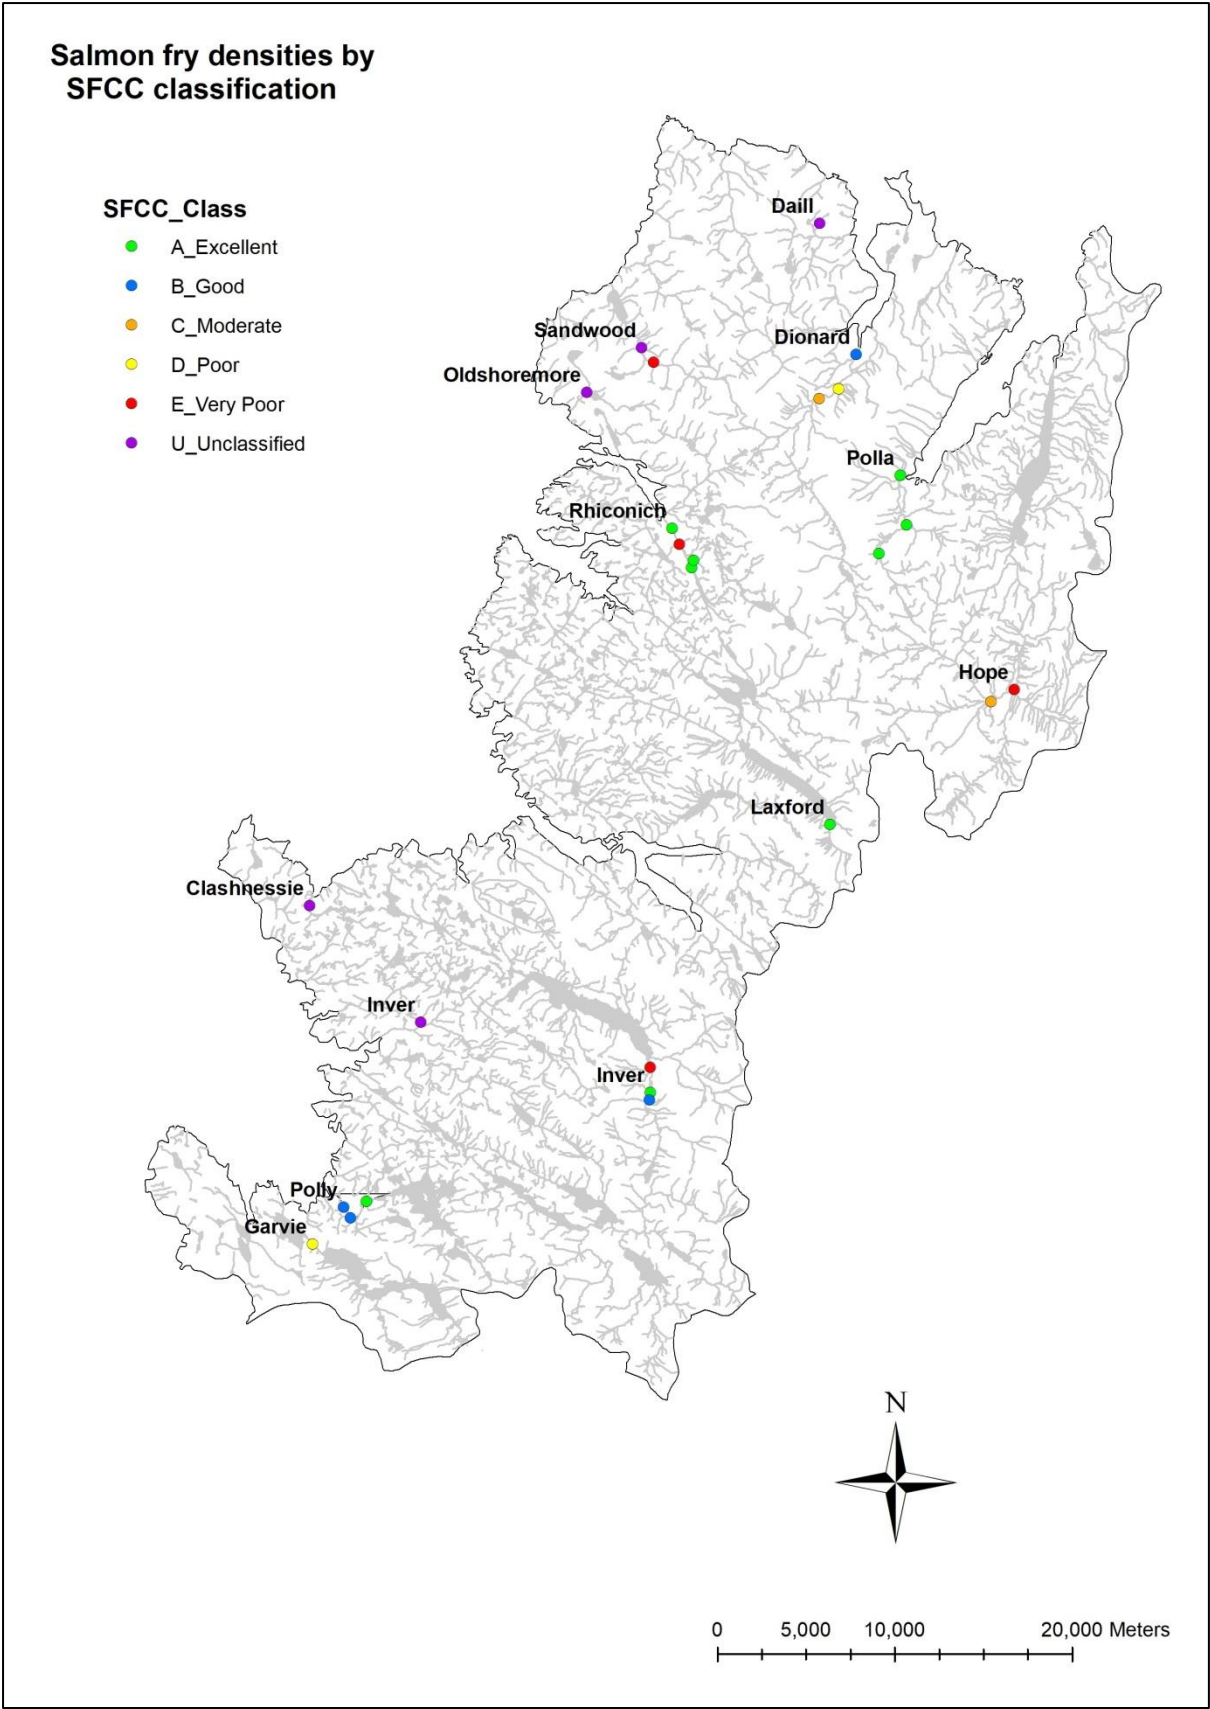 Salmon fry densities by
SFCC classification
SFCC_Class
A_Excellent
B_Good
C_Moderate
D_Poor
E_Very Poor
U_Unclassified
Daill
Sandwood
Dionard
Oldshoremore
Polla
Rhiconich
Hope
Laxford
Clashnessie
Inver
Inver
Polly
Garvie
N
0 5,000 10,000 20,000 Meters